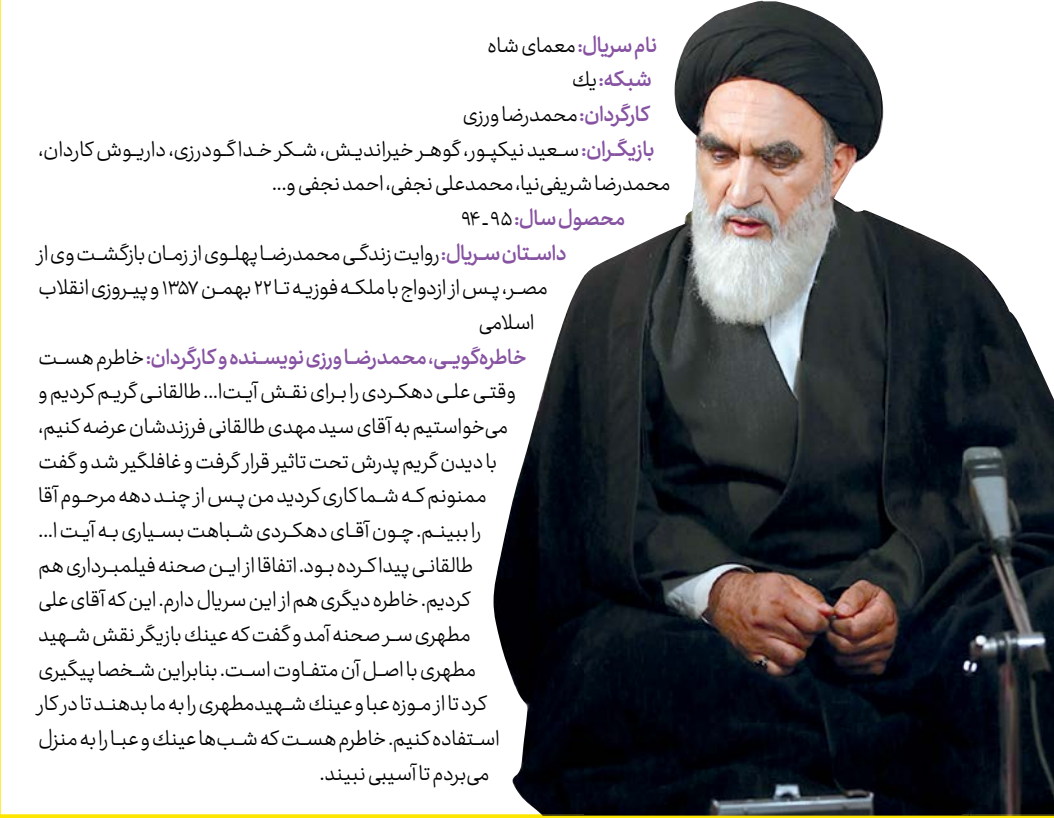 نام سریال: معمای شاه
شبکه: یك
کارگردان: محمدرضا ورزی
بازیگران: سعید نیکپور، گوهر خیراندیش، شکر خدا گودرزی، داریوش کاردان،
محمدرضا شریفی‌نیا، محمدعلی نجفی، احمد نجفی و...
محصول سال: ۹۵ ـ ۹۴
داستان سریال: روایت زندگی محمدرضا پهلوی از زمان بازگشت وی از
مصر، پس از ازدواج با ملکه فوزیه تا ۲۲ بهمن ۱۳۵۷ و پیروزی انقلاب
اسلامی
خاطره‌گویی، محمدرضا ورزی نویسنده و کارگردان: خاطرم هست
وقتی علی دهکردی را برای نقش آیت‌ا... طالقانی گریم کردیم و
می‌خواستیم به آقای سید مهدی طالقانی فرزندشان عرضه کنیم،
با دیدن گریم پدرش تحت تاثیر قرار گرفت و غافلگیر شد و گفت
ممنونم که شما کاری کردید من پس از چند دهه مرحوم آقا
را ببینم. چون آقای دهکردی شباهت بسیاری به آیت ا...
طالقانی پیدا کرده بود. اتفاقا از این صحنه فیلمبرداری هم
کردیم. خاطره دیگری هم از این سریال دارم. این که آقای علی
مطهری سر صحنه آمد و گفت که عینك بازیگر نقش شهید
مطهری با اصل آن متفاوت است. بنابراین شخصا پیگیری
کرد تا از موزه عبا و عینك شهیدمطهری را به ما بدهند تا در کار
استفاده کنیم. خاطرم هست که شب‌ها عینك و عبا را به منزل
می‌بردم تا آسیبی نبیند.